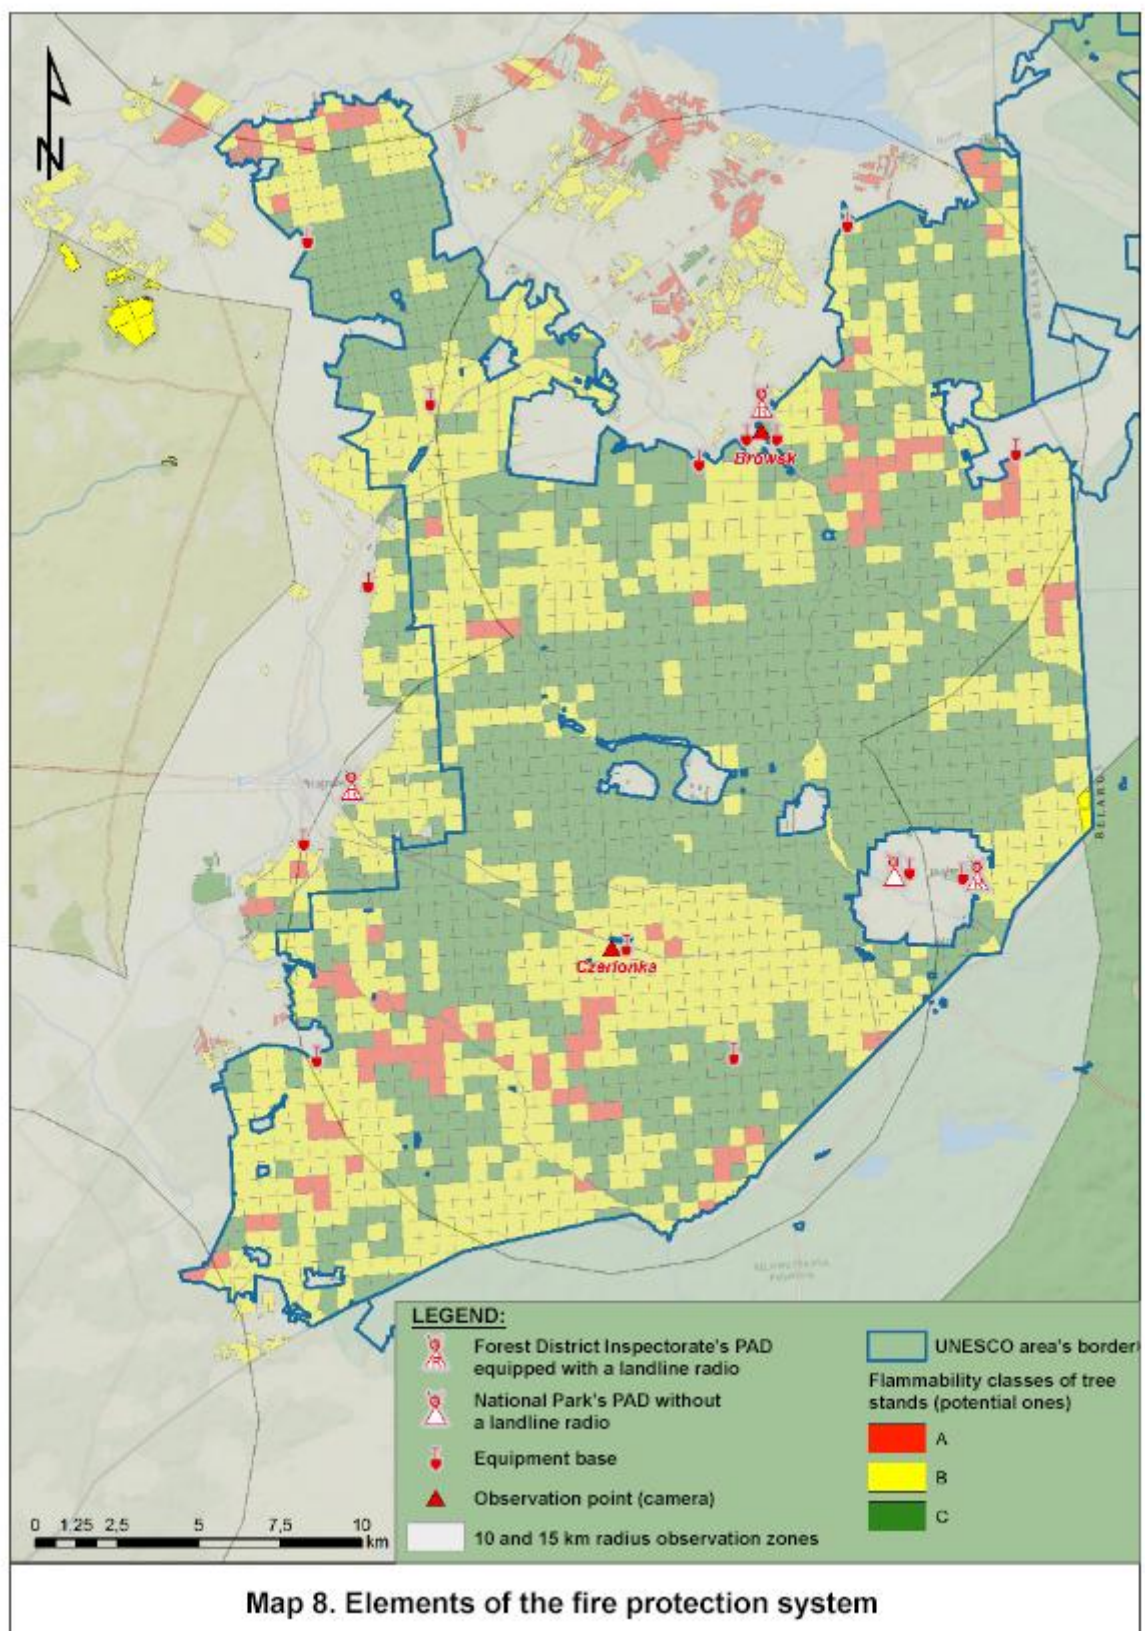 N
Browsk
BELARUS
Czerlonka
LEGEND:
Forest District Inspectorate's PAD
equipped with a landline radio
National Park's PAD without
a landline radio
Equipment base
Observation point (camera)
10 and 15 km radius observation zones
UNESCO area's border
Flammability classes of tree
stands (potential ones)
A
B
C
0 1,25 2,5 5 7,5 10
km
Map 8. Elements of the fire protection system